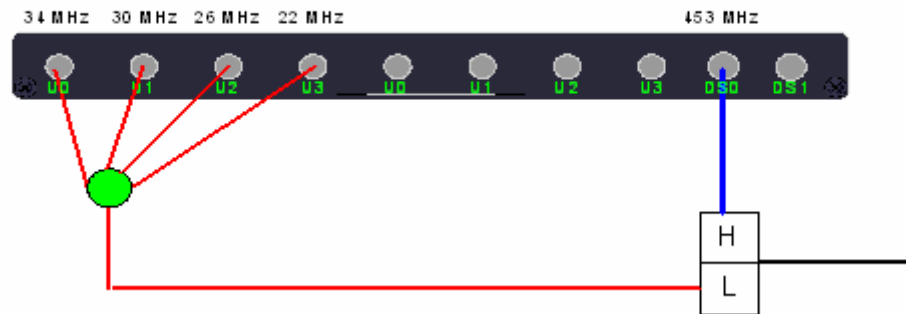 34 MHz 30 MHz 26 MHz 22 MHz 453 MHz
U0 U1 U2 U3 U0 U1 U2 U3 DS0 DS1
H
L